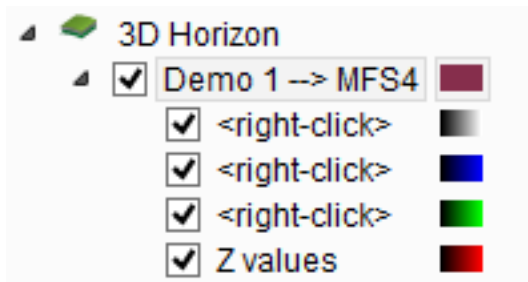 3D Horizon
Demo 1 --> MFS4
<right-click>
<right-click>
<right-click>
Z values